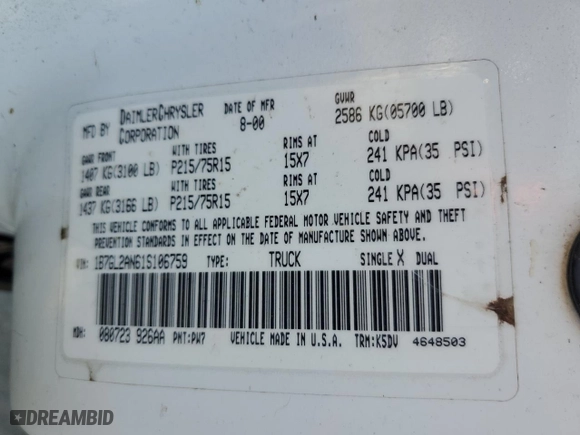 MFD BY DAIMLERCHRYSLER CORPORATION DATE OF MFR 8-00 GVWR 2586 KG(05700 LB)
GAWR FRONT WITH TIRES RIMS AT COLD
1407 KG(3100 LB) P215/75R15 15X7 241 KPA(35 PSI)
GAWR REAR WITH TIRES RIMS AT COLD
1437 KG(3166 LB) P215/75R15 15X7 241 KPA(35 PSI)
THIS VEHICLE CONFORMS TO ALL APPLICABLE FEDERAL MOTOR VEHICLE SAFETY AND THEFT
PREVENTION STANDARDS IN EFFECT ON THE DATE OF MANUFACTURE SHOWN ABOVE.
VIN: 1B7GL2AN61S106759 TYPE: TRUCK SINGLE X DUAL
MDH: 080723 926AA PNT:PW7 VEHICLE MADE IN U.S.A. TRM:K5DV 4648503
DREAMBID